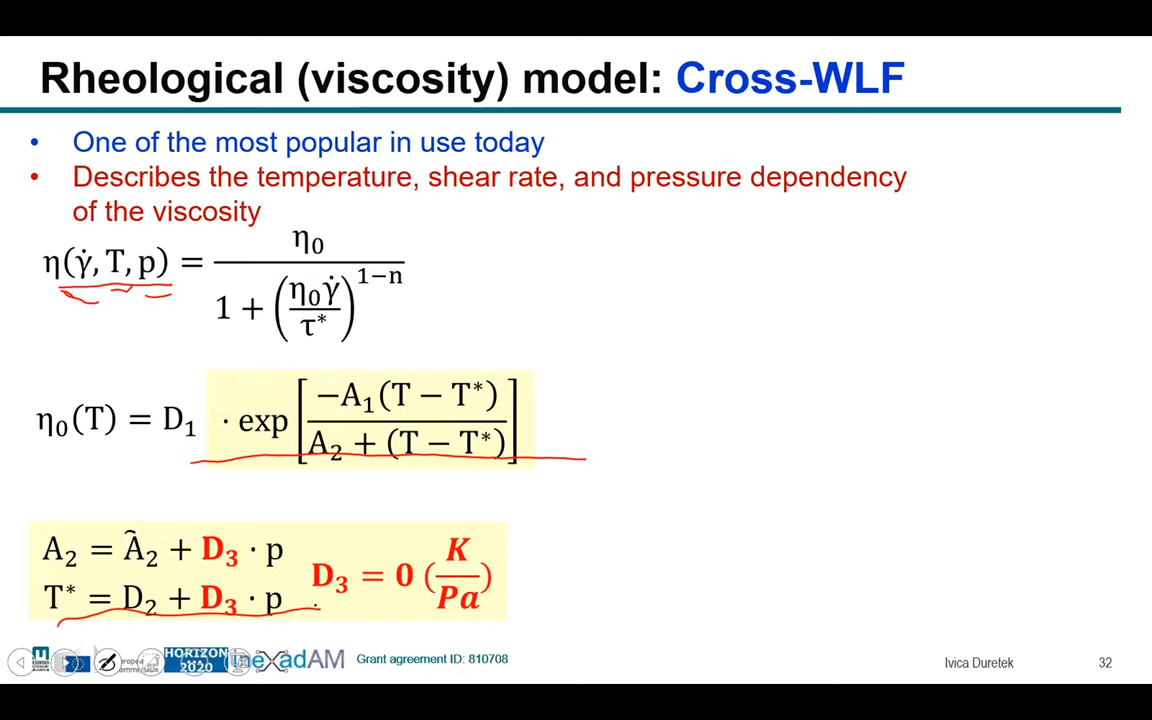 Rheological (viscosity) model: Cross-WLF
• One of the most popular in use today
• Describes the temperature, shear rate, and pressure dependency
of the viscosity
η(γ̇, T, p) = η₀ / (1 + (η₀γ̇ / τ*)^(1−n))
η₀(T) = D₁ · exp[−A₁(T − T*) / (A₂ + (T − T*))]
A₂ = Â₂ + D₃ · p
T* = D₂ + D₃ · p
D₃ = 0 (K/Pa)
HORIZON
2020
exadAM
Grant agreement ID: 810708
Ivica Duretek
32